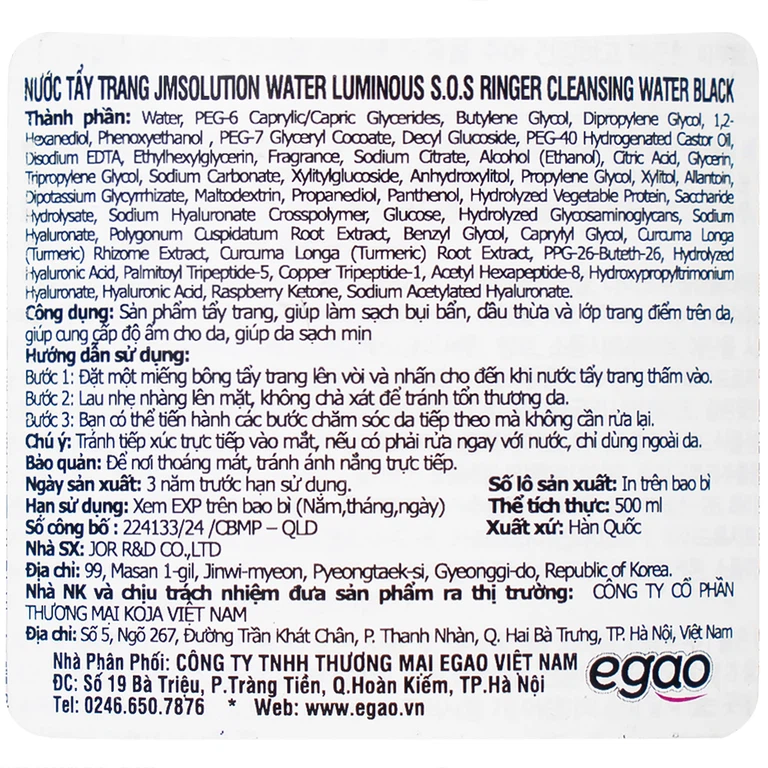 NƯỚC TẨY TRANG JMSOLUTION WATER LUMINOUS S.O.S RINGER CLEANSING WATER BLACK
Thành phần: Water, PEG-6 Caprylic/Capric Glycerides, Butylene Glycol, Dipropylene Glycol, 1,2-
Hexanediol, Phenoxyethanol , PEG-7 Glyceryl Cocoate, Decyl Glucoside, PEG-40 Hydrogenated Castor Oil,
Disodium EDTA, Ethylhexylglycerin, Fragrance, Sodium Citrate, Alcohol (Ethanol), Citric Acid, Glycerin,
Tripropylene Glycol, Sodium Carbonate, Xylitylglucoside, Anhydroxylitol, Propylene Glycol, Xylitol, Allantoin,
Dipotassium Glycyrrhizate, Maltodextrin, Propanediol, Panthenol, Hydrolyzed Vegetable Protein, Saccharide
Hydrolysate, Sodium Hyaluronate Crosspolymer, Glucose, Hydrolyzed Glycosaminoglycans, Sodium
Hyaluronate, Polygonum Cuspidatum Root Extract, Benzyl Glycol, Caprylyl Glycol, Curcuma Longa
(Turmeric) Rhizome Extract, Curcuma Longa (Turmeric) Root Extract, PPG-26-Buteth-26, Hydrolyzed
Hyaluronic Acid, Palmitoyl Tripeptide-5, Copper Tripeptide-1, Acetyl Hexapeptide-8, Hydroxypropyltrimonium
Hyaluronate, Hyaluronic Acid, Raspberry Ketone, Sodium Acetylated Hyaluronate.
Công dụng: Sản phẩm tẩy trang, giúp làm sạch bụi bẩn, dầu thừa và lớp trang điểm trên da,
giúp cung cấp độ ẩm cho da, giúp da sạch mịn
Hướng dẫn sử dụng:
Bước 1: Đặt một miếng bông tẩy trang lên vòi và nhấn cho đến khi nước tẩy trang thấm vào.
Bước 2: Lau nhẹ nhàng lên mặt, không chà xát để tránh tổn thương da.
Bước 3: Bạn có thể tiến hành các bước chăm sóc da tiếp theo mà không cần rửa lại.
Chú ý: Tránh tiếp xúc trực tiếp vào mắt, nếu có phải rửa ngay với nước, chỉ dùng ngoài da.
Bảo quản: Để nơi thoáng mát, tránh ánh nắng trực tiếp.
Ngày sản xuất: 3 năm trước hạn sử dụng. Số lô sản xuất: In trên bao bì
Hạn sử dụng: Xem EXP trên bao bì (Năm,tháng,ngày) Thể tích thực: 500 ml
Số công bố : 224133/24 /CBMP – QLD Xuất xứ: Hàn Quốc
Nhà SX: JOR R&D CO.,LTD
Địa chỉ: 99, Masan 1-gil, Jinwi-myeon, Pyeongtaek-si, Gyeonggi-do, Republic of Korea.
Nhà NK và chịu trách nhiệm đưa sản phẩm ra thị trường: CÔNG TY CỔ PHẦN
THƯƠNG MẠI KOJA VIỆT NAM
Địa chỉ: Số 5, Ngõ 267, Đường Trần Khát Chân, P. Thanh Nhàn, Q. Hai Bà Trưng, TP. Hà Nội, Việt Nam
Nhà Phân Phối: CÔNG TY TNHH THƯƠNG MẠI EGAO VIỆT NAM
ĐC: Số 19 Bà Triệu, P.Tràng Tiền, Q.Hoàn Kiếm, TP.Hà Nội
Tel: 0246.650.7876 * Web: www.egao.vn
egao